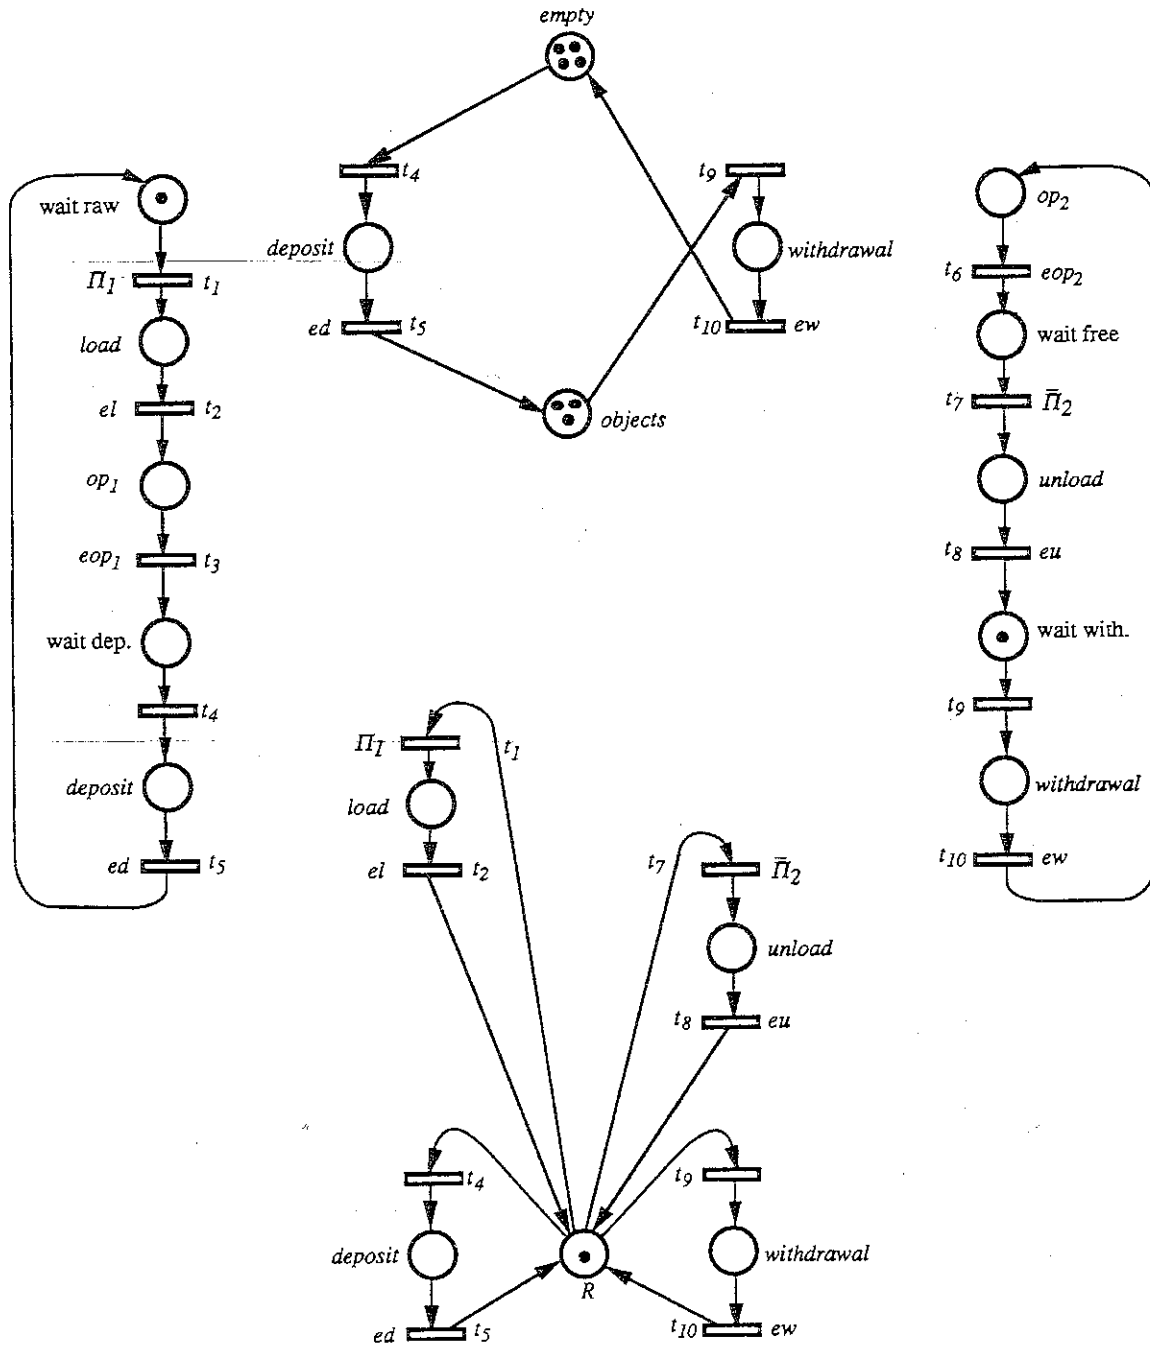 empty
t4
t9
wait raw
op2
deposit
withdrawal
Π1 t1
t6 eop2
load
ed t5
t10 ew
wait free
el t2
objects
t7 Π̄2
op1
unload
eop1 t3
t8 eu
wait dep.
wait with.
t4
t9
Π1 t1
deposit
withdrawal
load
ed t5
el t2
t7 Π̄2
t10 ew
unload
t8 eu
t4
t9
deposit
withdrawal
R
ed t5
t10 ew